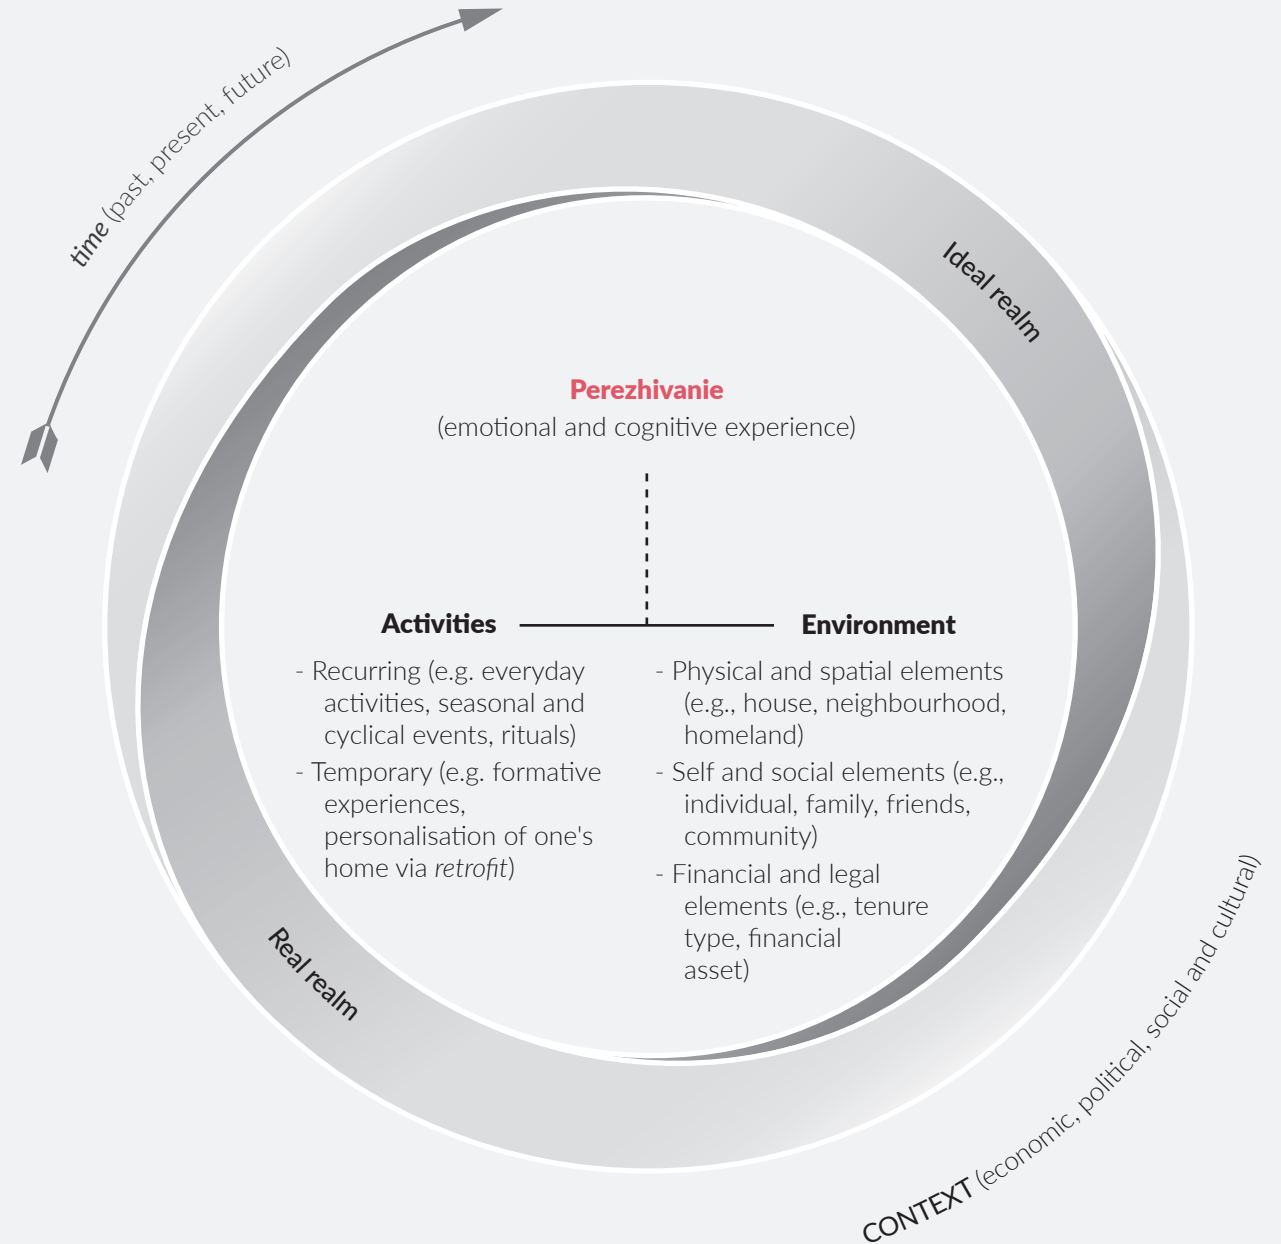 time (past, present, future)
Ideal realm
Perezhivanie
(emotional and cognitive experience)
Activities
- Recurring (e.g. everyday
activities, seasonal and
cyclical events, rituals)
- Temporary (e.g. formative
experiences,
personalisation of one's
home via retrofit)
Environment
- Physical and spatial elements
(e.g., house, neighbourhood,
homeland)
- Self and social elements (e.g.,
individual, family, friends,
community)
- Financial and legal
elements (e.g., tenure
type, financial
asset)
Real realm
CONTEXT (economic, political, social and cultural)